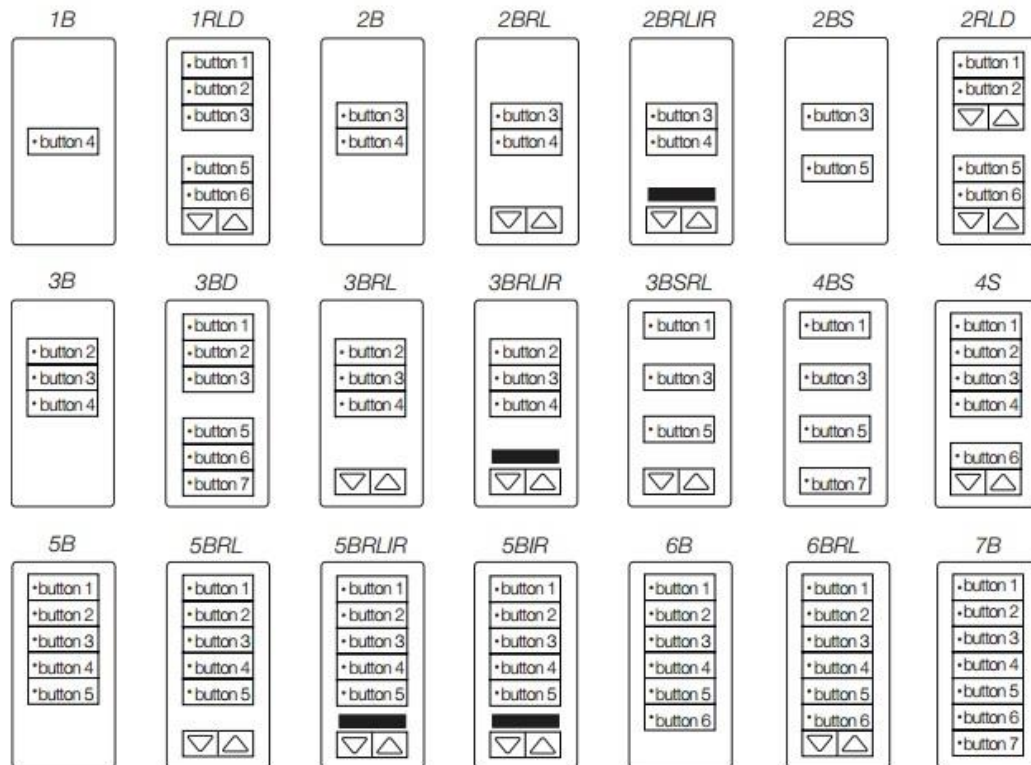 1B
button 4
1RLD
button 1
button 2
button 3
button 5
button 6
2B
button 3
button 4
2BRL
button 3
button 4
2BRLIR
button 3
button 4
2BS
button 3
button 5
2RLD
button 1
button 2
button 5
button 6
3B
button 2
button 3
button 4
3BD
button 1
button 2
button 3
button 5
button 6
button 7
3BRL
button 2
button 3
button 4
3BRLIR
button 2
button 3
button 4
3BSRL
button 1
button 3
button 5
4BS
button 1
button 3
button 5
button 7
4S
button 1
button 2
button 3
button 4
button 6
5B
button 1
button 2
button 3
button 4
button 5
5BRL
button 1
button 2
button 3
button 4
button 5
5BRLIR
button 1
button 2
button 3
button 4
button 5
5BIR
button 1
button 2
button 3
button 4
button 5
6B
button 1
button 2
button 3
button 4
button 5
button 6
6BRL
button 1
button 2
button 3
button 4
button 5
button 6
7B
button 1
button 2
button 3
button 4
button 5
button 6
button 7